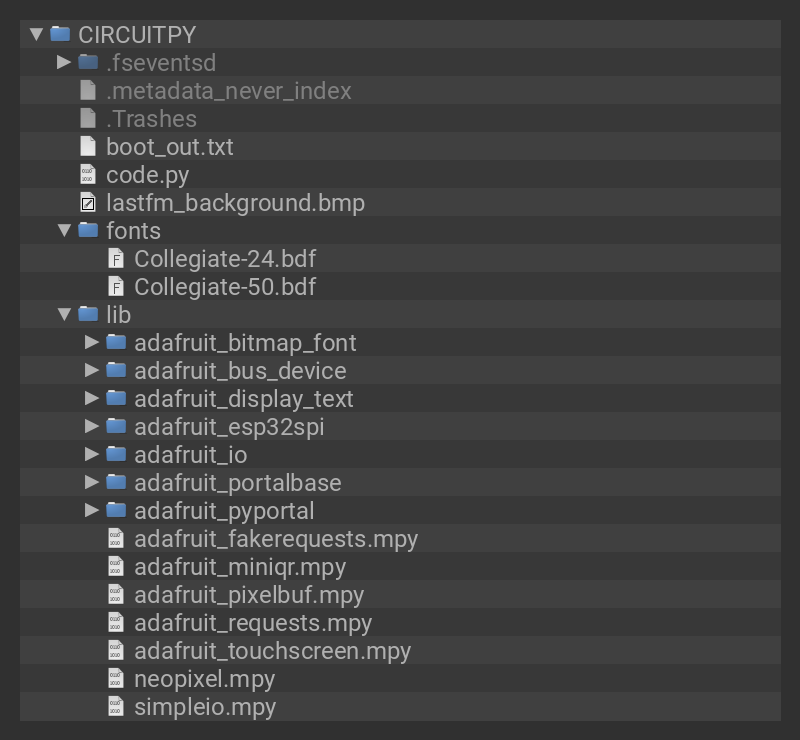 CIRCUITPY
.fseventsd
.metadata_never_index
.Trashes
boot_out.txt
code.py
lastfm_background.bmp
fonts
Collegiate-24.bdf
Collegiate-50.bdf
lib
adafruit_bitmap_font
adafruit_bus_device
adafruit_display_text
adafruit_esp32spi
adafruit_io
adafruit_portalbase
adafruit_pyportal
adafruit_fakerequests.mpy
adafruit_miniqr.mpy
adafruit_pixelbuf.mpy
adafruit_requests.mpy
adafruit_touchscreen.mpy
neopixel.mpy
simpleio.mpy